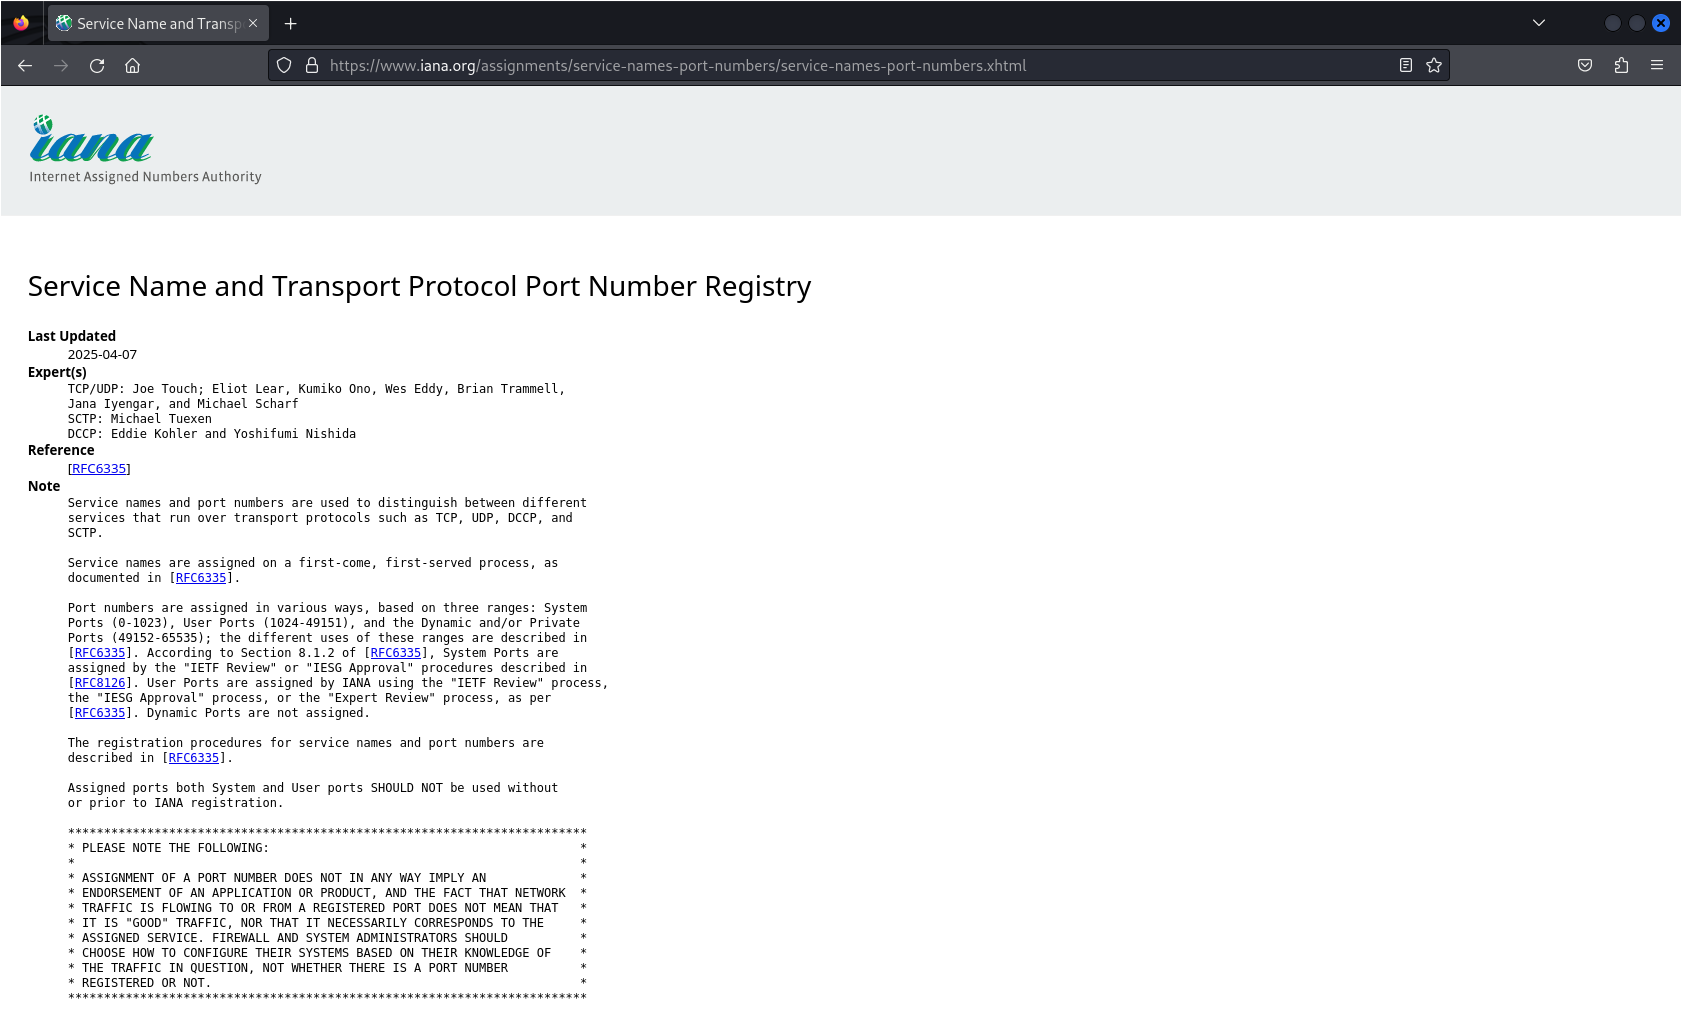 Service Name and Transp
https://www.iana.org/assignments/service-names-port-numbers/service-names-port-numbers.xhtml
iana
Internet Assigned Numbers Authority
Service Name and Transport Protocol Port Number Registry
Last Updated
2025-04-07
Expert(s)
TCP/UDP: Joe Touch; Eliot Lear, Kumiko Ono, Wes Eddy, Brian Trammell,
Jana Iyengar, and Michael Scharf
SCTP: Michael Tuexen
DCCP: Eddie Kohler and Yoshifumi Nishida
Reference
[RFC6335]
Note
Service names and port numbers are used to distinguish between different
services that run over transport protocols such as TCP, UDP, DCCP, and
SCTP.
Service names are assigned on a first-come, first-served process, as
documented in [RFC6335].
Port numbers are assigned in various ways, based on three ranges: System
Ports (0-1023), User Ports (1024-49151), and the Dynamic and/or Private
Ports (49152-65535); the different uses of these ranges are described in
[RFC6335]. According to Section 8.1.2 of [RFC6335], System Ports are
assigned by the "IETF Review" or "IESG Approval" procedures described in
[RFC8126]. User Ports are assigned by IANA using the "IETF Review" process,
the "IESG Approval" process, or the "Expert Review" process, as per
[RFC6335]. Dynamic Ports are not assigned.
The registration procedures for service names and port numbers are
described in [RFC6335].
Assigned ports both System and User ports SHOULD NOT be used without
or prior to IANA registration.
************************************************************************
* PLEASE NOTE THE FOLLOWING:                                           *
*                                                                      *
* ASSIGNMENT OF A PORT NUMBER DOES NOT IN ANY WAY IMPLY AN             *
* ENDORSEMENT OF AN APPLICATION OR PRODUCT, AND THE FACT THAT NETWORK  *
* TRAFFIC IS FLOWING TO OR FROM A REGISTERED PORT DOES NOT MEAN THAT   *
* IT IS "GOOD" TRAFFIC, NOR THAT IT NECESSARILY CORRESPONDS TO THE     *
* ASSIGNED SERVICE. FIREWALL AND SYSTEM ADMINISTRATORS SHOULD          *
* CHOOSE HOW TO CONFIGURE THEIR SYSTEMS BASED ON THEIR KNOWLEDGE OF    *
* THE TRAFFIC IN QUESTION, NOT WHETHER THERE IS A PORT NUMBER          *
* REGISTERED OR NOT.                                                   *
************************************************************************